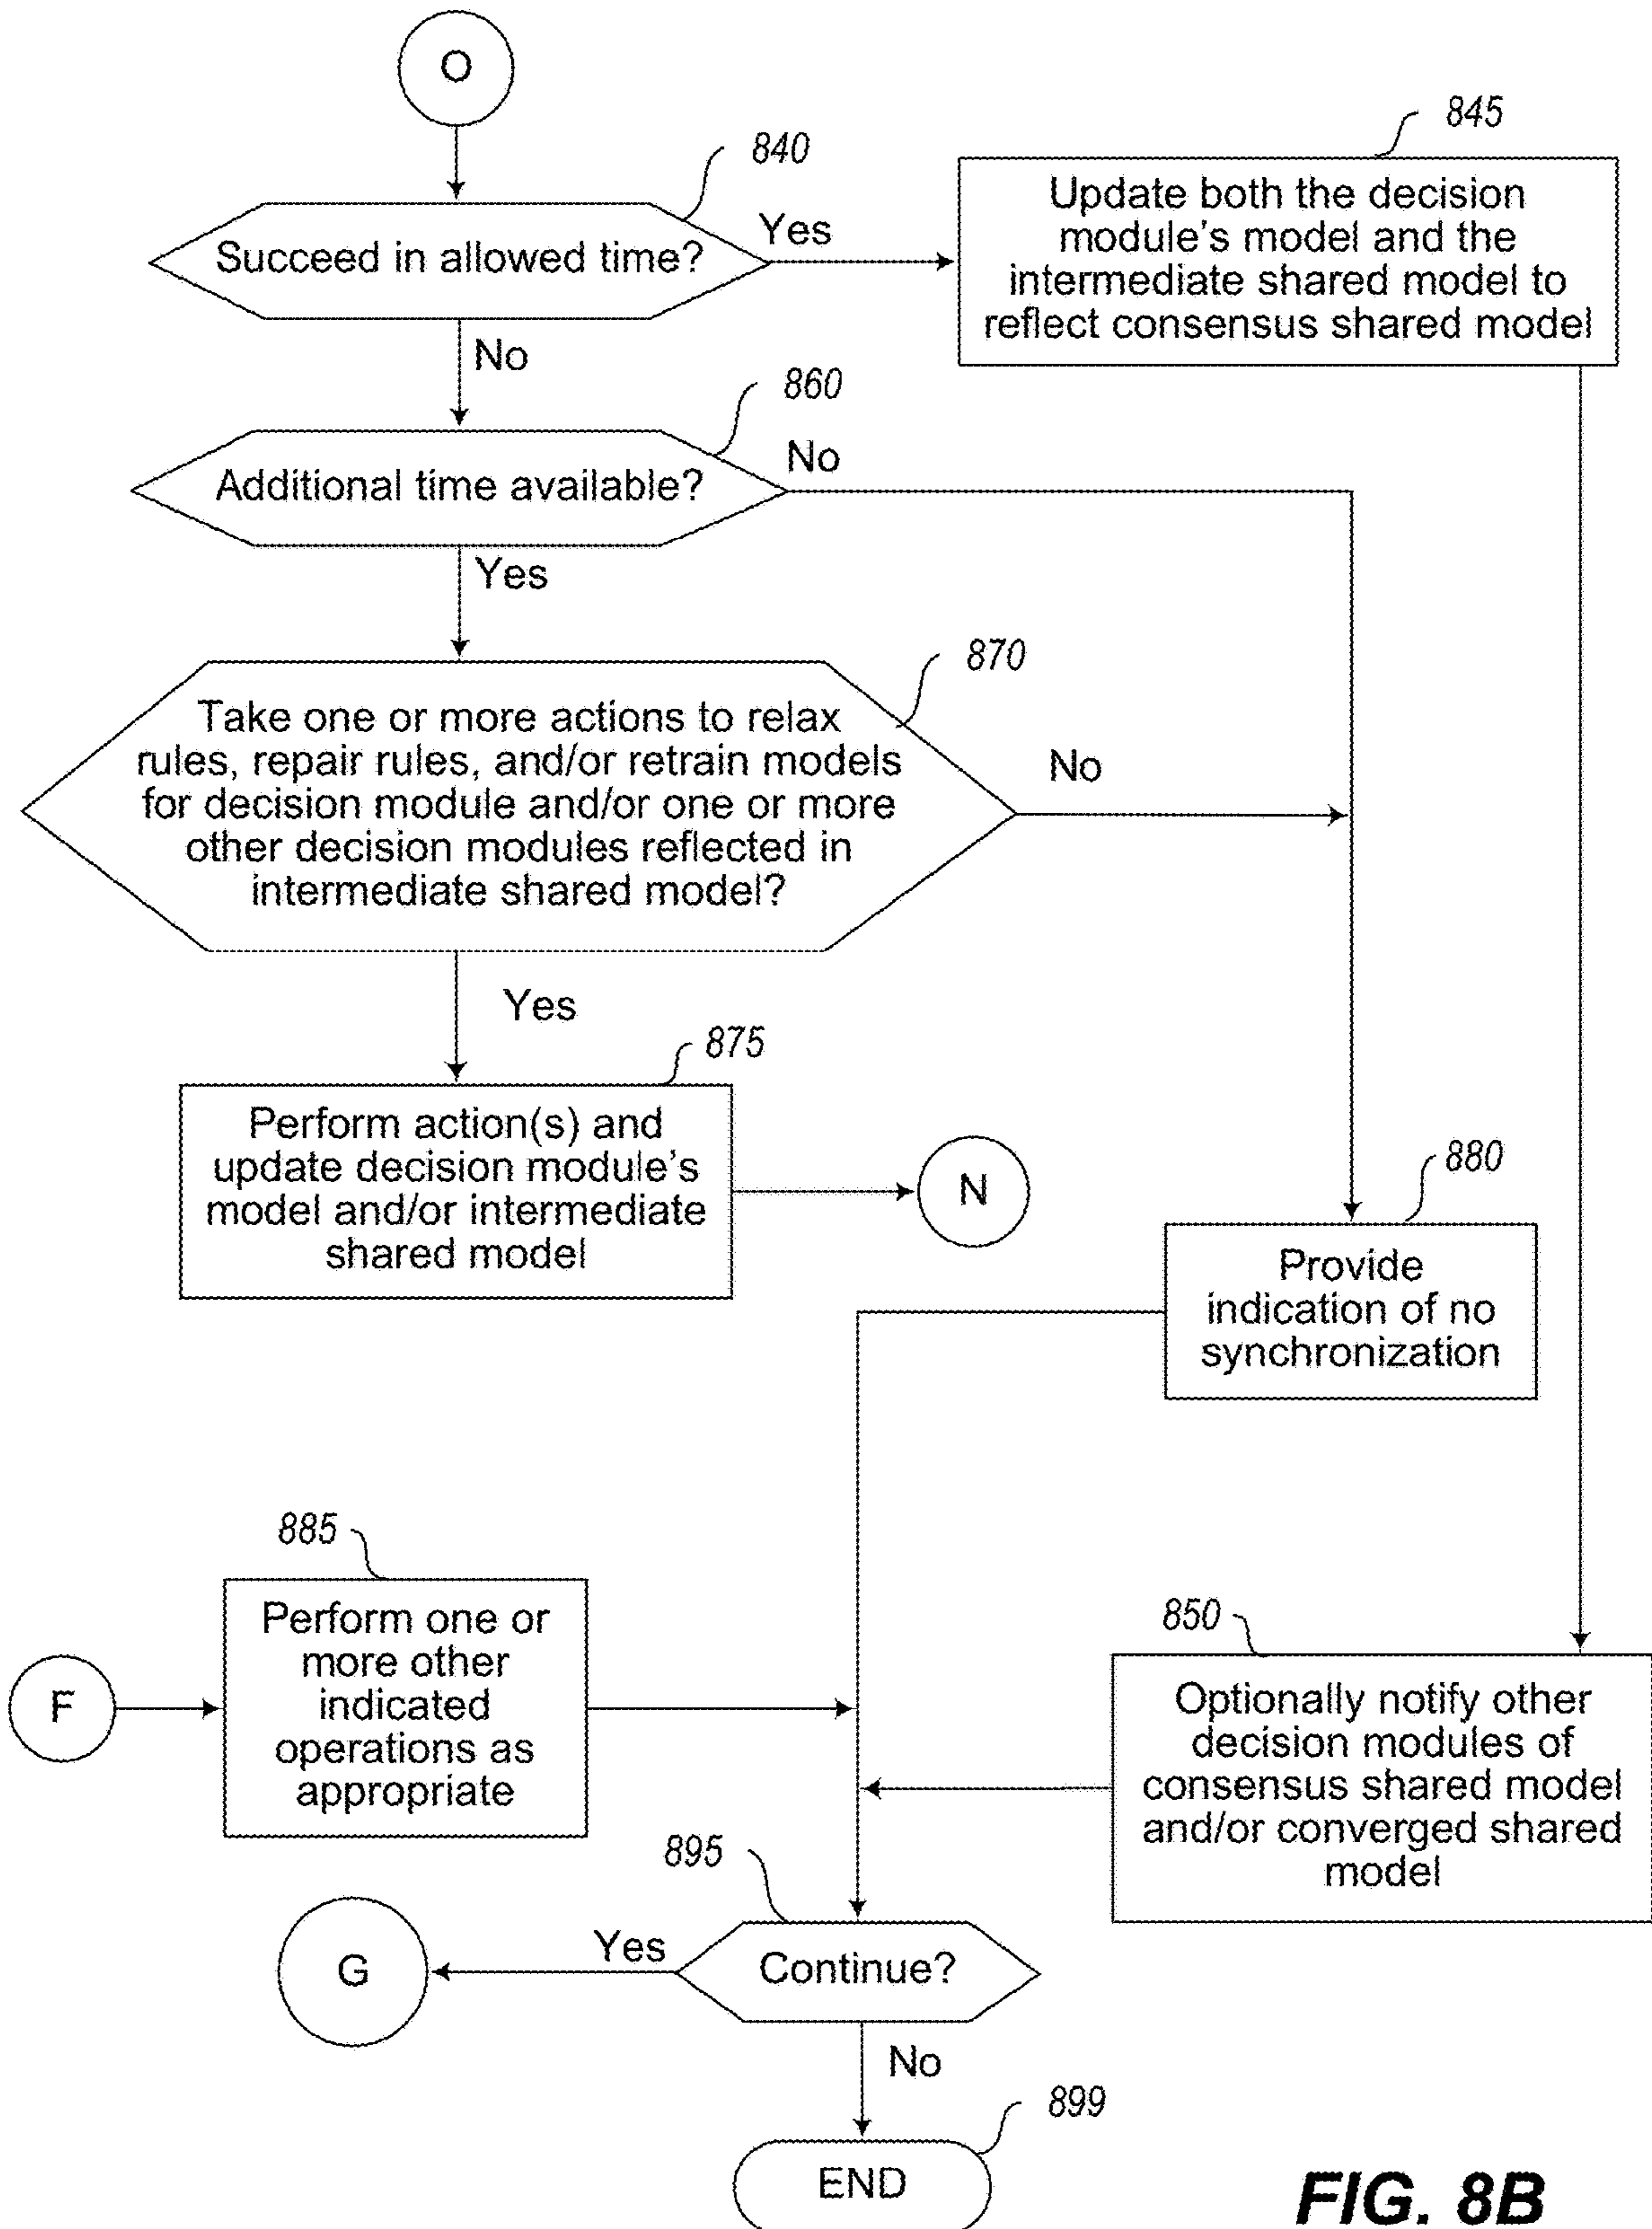 O
840
Succeed in allowed time?
Yes
845
Update both the decision
module's model and the
intermediate shared model to
reflect consensus shared model
No
860
Additional time available?
No
Yes
870
Take one or more actions to relax
rules, repair rules, and/or retrain models
for decision module and/or one or more
other decision modules reflected in
intermediate shared model?
No
Yes
875
Perform action(s) and
update decision module's
model and/or intermediate
shared model
N
880
Provide
indication of no
synchronization
885
F
Perform one or
more other
indicated
operations as
appropriate
850
Optionally notify other
decision modules of
consensus shared model
and/or converged shared
model
895
Continue?
Yes
G
No
899
END
FIG. 8B